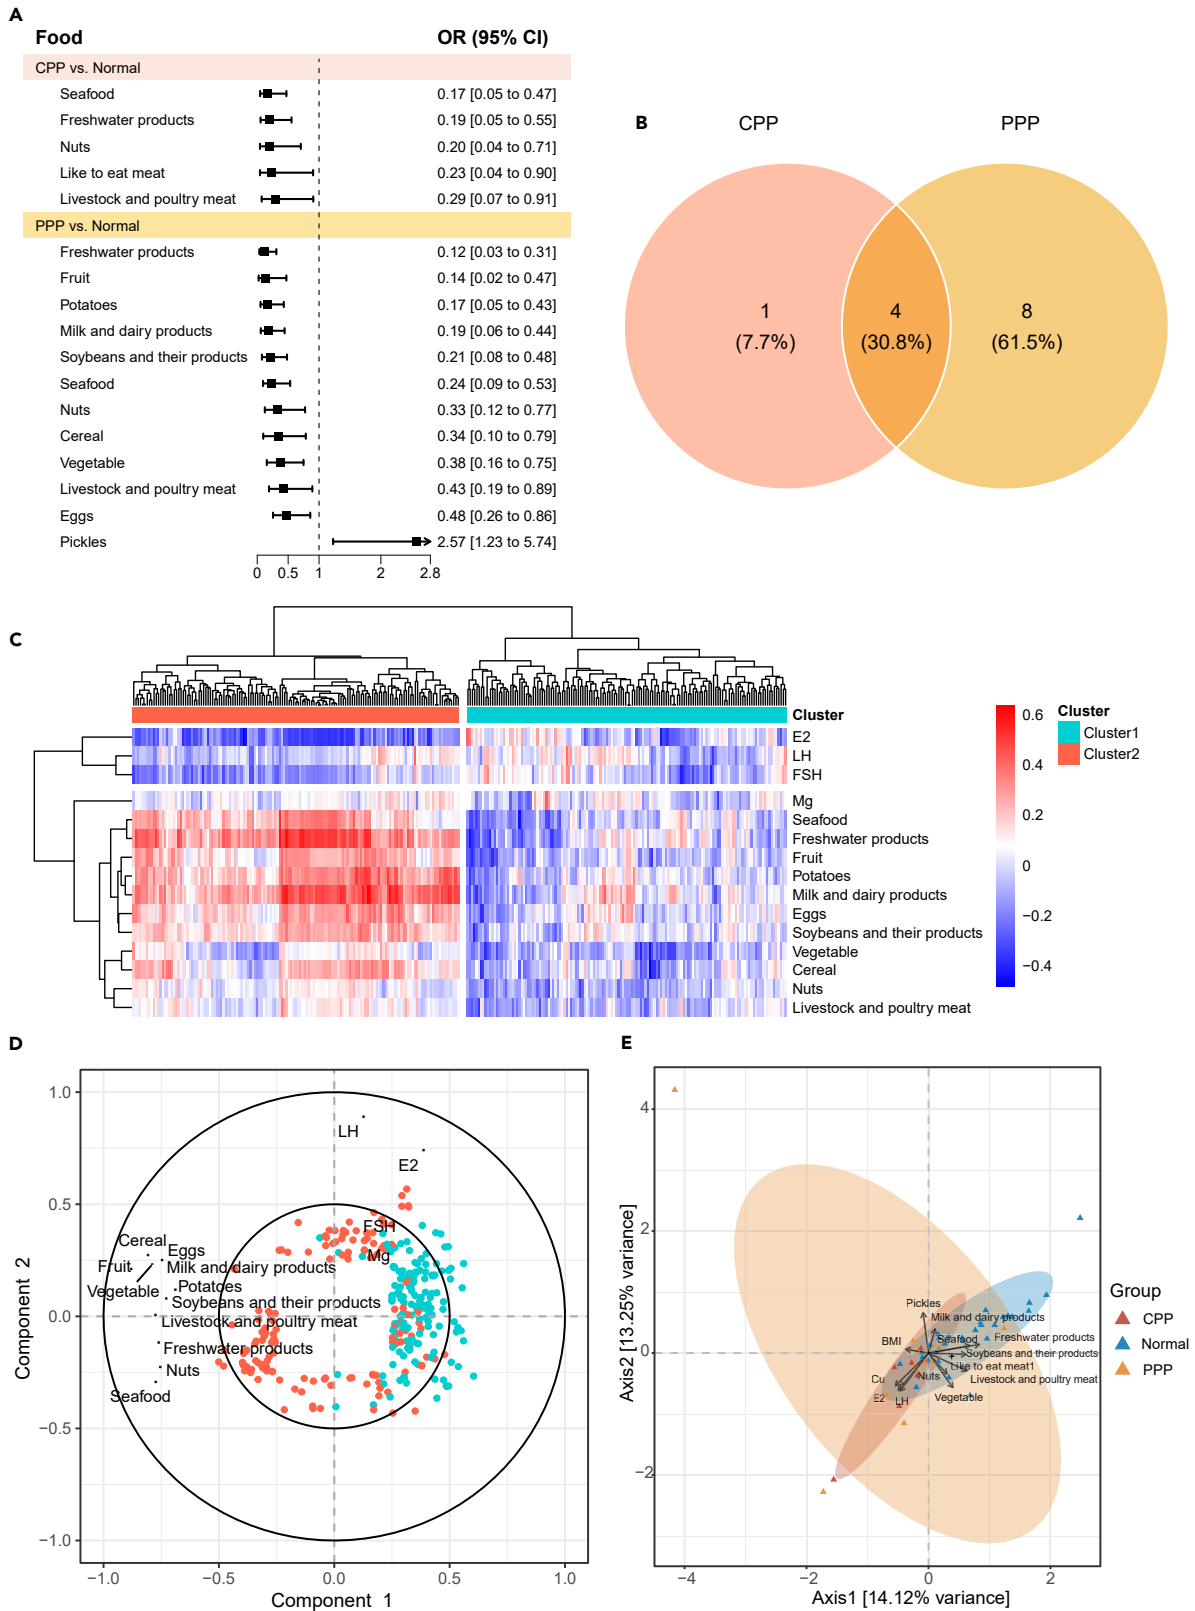 A
Food OR (95% CI)
CPP vs. Normal
Seafood 0.17 [0.05 to 0.47]
Freshwater products 0.19 [0.05 to 0.55]
Nuts 0.20 [0.04 to 0.71]
Like to eat meat 0.23 [0.04 to 0.90]
Livestock and poultry meat 0.29 [0.07 to 0.91]
PPP vs. Normal
Freshwater products 0.12 [0.03 to 0.31]
Fruit 0.14 [0.02 to 0.47]
Potatoes 0.17 [0.05 to 0.43]
Milk and dairy products 0.19 [0.06 to 0.44]
Soybeans and their products 0.21 [0.08 to 0.48]
Seafood 0.24 [0.09 to 0.53]
Nuts 0.33 [0.12 to 0.77]
Cereal 0.34 [0.10 to 0.79]
Vegetable 0.38 [0.16 to 0.75]
Livestock and poultry meat 0.43 [0.19 to 0.89]
Eggs 0.48 [0.26 to 0.86]
Pickles 2.57 [1.23 to 5.74]
0 0.5 1 2 2.8
B
CPP PPP
1 4 8
(7.7%) (30.8%) (61.5%)
C
Cluster
E2
LH
FSH
Mg
Seafood
Freshwater products
Fruit
Potatoes
Milk and dairy products
Eggs
Soybeans and their products
Vegetable
Cereal
Nuts
Livestock and poultry meat
0.6
0.4
0.2
0
−0.2
−0.4
Cluster
Cluster1
Cluster2
D
Component 2
1.0
0.5
0.0
−0.5
−1.0
LH
E2
FSH
Mg
Cereal
Eggs
Fruit
Milk and dairy products
Vegetable
Potatoes
Soybeans and their products
Livestock and poultry meat
Freshwater products
Nuts
Seafood
−1.0 −0.5 0.0 0.5 1.0
Component 1
E
Axis2 [13.25% variance]
4
2
0
−2
Pickles
Milk and dairy products
BMI
Seafood
Freshwater products
Soybeans and their products
Like to eat meat1
Cu
Nuts
Livestock and poultry meat
E2
LH
Vegetable
−4 −2 0 2
Axis1 [14.12% variance]
Group
CPP
Normal
PPP